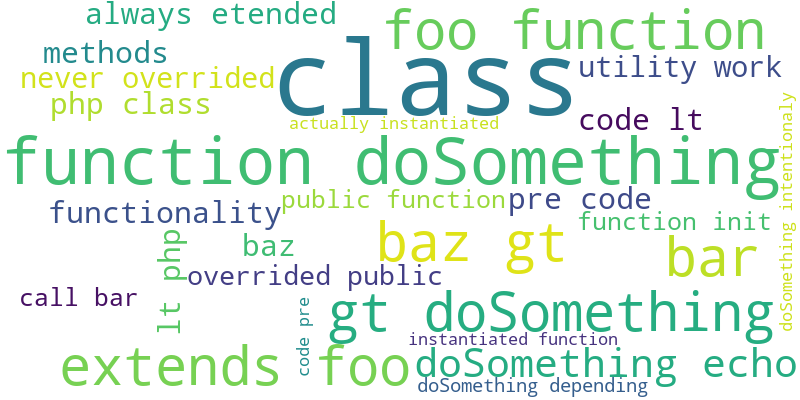 always etended
foo function
methods
class
utility work
never overrided
php class
actually instantiated
code lt
function doSomething
doSomething intentionaly
public function
pre code
functionality
function init
baz
baz gt
bar
lt php
overrided public
call bar
code pre
gt doSomething
instantiated function
extends foo
doSomething echo
doSomething depending